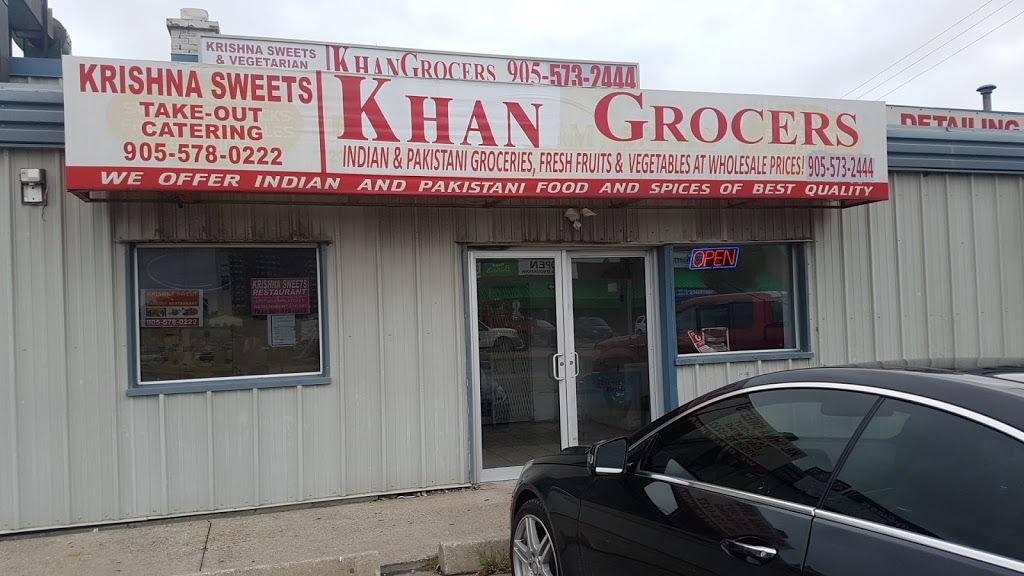 KRISHNA SWEETS
& VEGETARIAN
KHAN GROCERS 905-573-2444
KRISHNA SWEETS
TAKE-OUT
CATERING
905-578-0222
KHAN GROCERS
INDIAN & PAKISTANI GROCERIES, FRESH FRUITS & VEGETABLES AT WHOLESALE PRICES! 905-573-2444
WE OFFER INDIAN AND PAKISTANI FOOD AND SPICES OF BEST QUALITY
DETAILING
OPEN
OPEN
KRISHNA SWEETS
RESTAURANT
905-578-0222